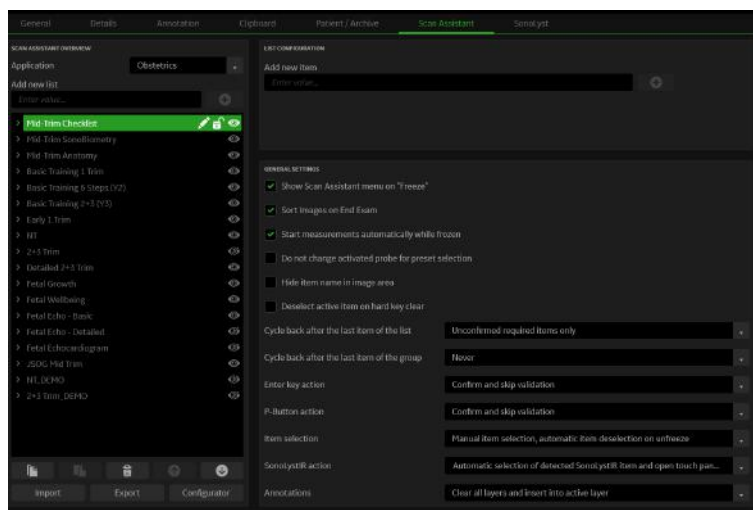 General Details Annotation Clipboard Patient / Archive Scan Assistant SonoLyst
SCAN ASSISTANT OVERVIEW
Application Obstetrics
Add new list
Enter value...
Mid-Trim Checklist
Mid-Trim SonoBiometry
Mid-Trim Anatomy
Basic Training 1 Trim
Basic Training 6 Steps (Y2)
Basic Training 2+3 (Y3)
Early 1 Trim
NT
2+3 Trim
Detailed 2+3 Trim
Fetal Growth
Fetal Wellbeing
Fetal Echo - Basic
Fetal Echo - Detailed
Fetal Echocardiogram
JSOG Mid Trim
NT_DEMO
2+3 Trim_DEMO
Import Export Configurator
LIST CONFIGURATION
Add new item
Enter value...
GENERAL SETTINGS
Show Scan Assistant menu on "Freeze"
Sort Images on End Exam
Start measurements automatically while frozen
Do not change activated probe for preset selection
Hide item name in image area
Deselect active item on hard key clear
Cycle back after the last item of the list Unconfirmed required items only
Cycle back after the last item of the group Never
Enter key action Confirm and skip validation
P-Button action Confirm and skip validation
Item selection Manual item selection, automatic item deselection on unfreeze
SonoLystIR action Automatic selection of detected SonoLystIR item and open touch pan...
Annotations Clear all layers and insert into active layer